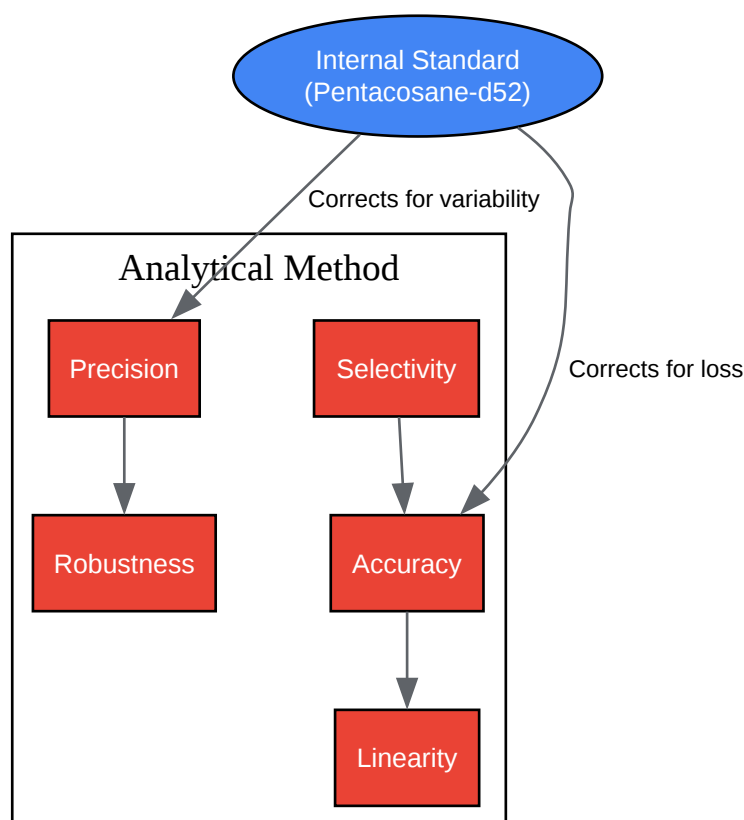 Internal Standard
(Pentacosane-d52)
Corrects for variability
Analytical Method
Precision
Selectivity
Corrects for loss
Robustness
Accuracy
Linearity